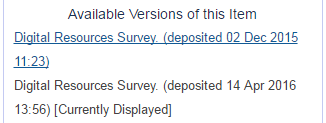 Available Versions of this Item
Digital Resources Survey. (deposited 02 Dec 2015
11:23)
Digital Resources Survey. (deposited 14 Apr 2016
13:56) [Currently Displayed]